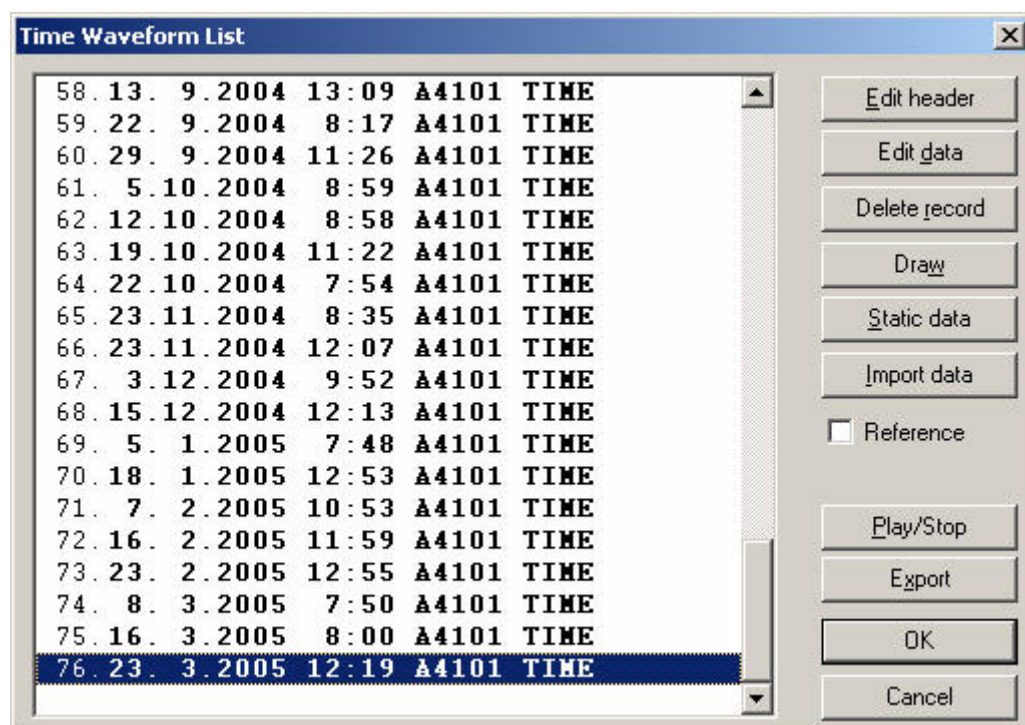 Time Waveform List
58. 13. 9.2004 13:09 A4101 TIME
59. 22. 9.2004 8:17 A4101 TIME
60. 29. 9.2004 11:26 A4101 TIME
61. 5.10.2004 8:59 A4101 TIME
62. 12.10.2004 8:58 A4101 TIME
63. 19.10.2004 11:22 A4101 TIME
64. 22.10.2004 7:54 A4101 TIME
65. 23.11.2004 8:35 A4101 TIME
66. 23.11.2004 12:07 A4101 TIME
67. 3.12.2004 9:52 A4101 TIME
68. 15.12.2004 12:13 A4101 TIME
69. 5. 1.2005 7:48 A4101 TIME
70. 18. 1.2005 12:53 A4101 TIME
71. 7. 2.2005 10:53 A4101 TIME
72. 16. 2.2005 11:59 A4101 TIME
73. 23. 2.2005 12:55 A4101 TIME
74. 8. 3.2005 7:50 A4101 TIME
75. 16. 3.2005 8:00 A4101 TIME
76. 23. 3.2005 12:19 A4101 TIME
Edit header
Edit data
Delete record
Draw
Static data
Import data
Reference
Play/Stop
Export
OK
Cancel